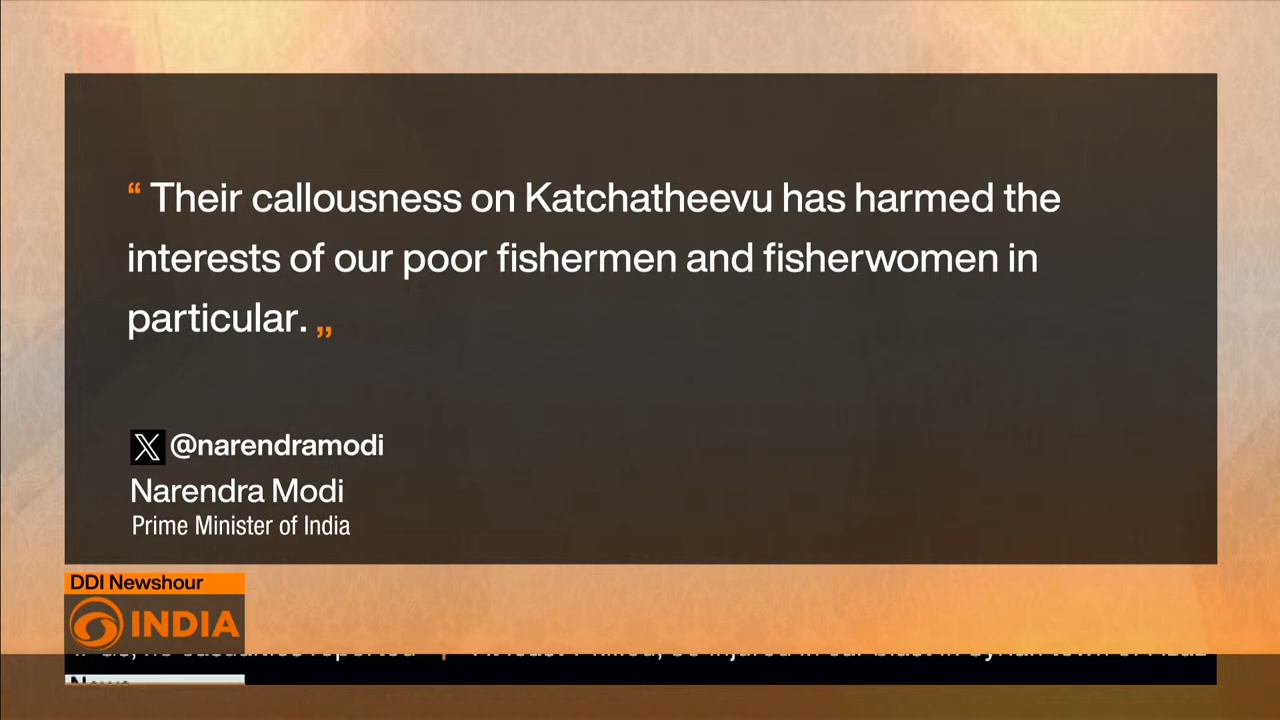 “ Their callousness on Katchatheevu has harmed the
interests of our poor fishermen and fisherwomen in
particular. „
X @narendramodi
Narendra Modi
Prime Minister of India
DDI Newshour
INDIA
News